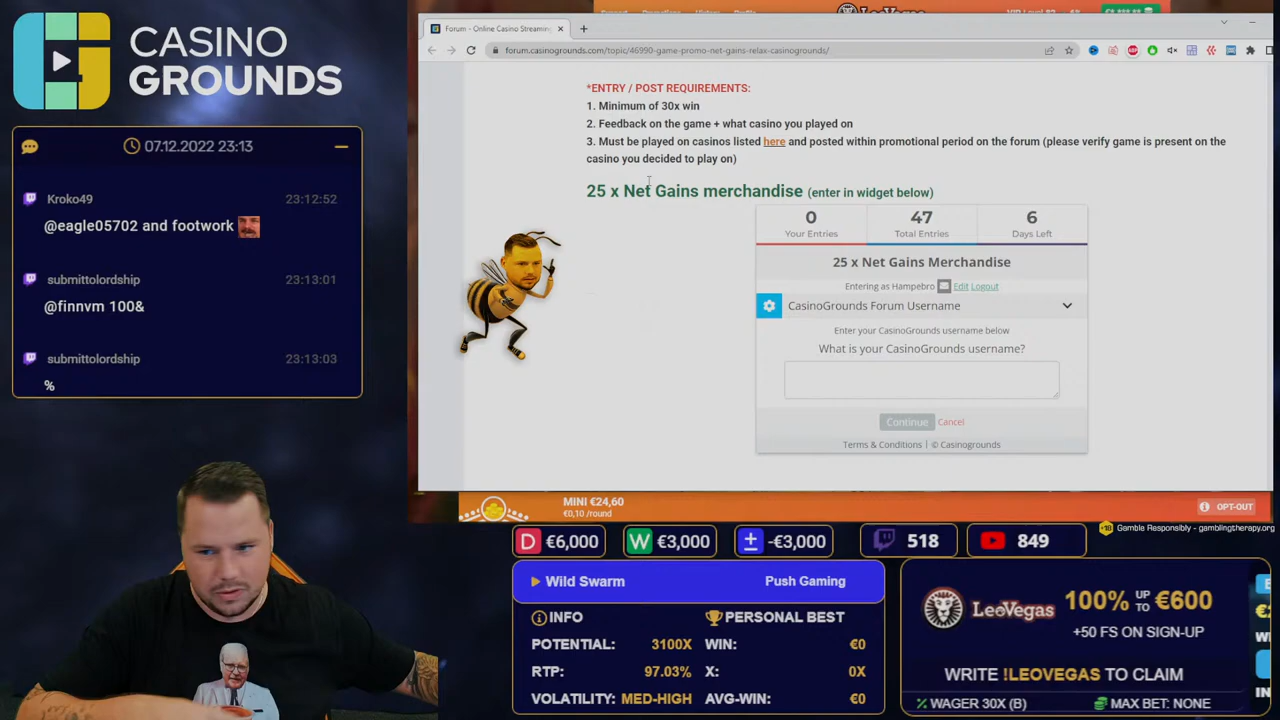 CASINO
GROUNDS
07.12.2022 23:13
Kroko49 23:12:52
@eagle05702 and footwork
submittolordship 23:13:01
@finnvm 100&
submittolordship 23:13:03
%
Forum - Online Casino Streaming
forum.casinogrounds.com/topic/46990-game-promo-net-gains-relax-casinogrounds/
*ENTRY / POST REQUIREMENTS:
1. Minimum of 30x win
2. Feedback on the game + what casino you played on
3. Must be played on casinos listed here and posted within promotional period on the forum (please verify game is present on the
casino you decided to play on)
25 x Net Gains merchandise (enter in widget below)
0 47 6
Your Entries Total Entries Days Left
25 x Net Gains Merchandise
Entering as Hampebro Edit Logout
CasinoGrounds Forum Username
Enter your CasinoGrounds username below
What is your CasinoGrounds username?
Continue Cancel
Terms & Conditions | © Casinogrounds
MINI €24,60
€0,10 /round
OPT-OUT
D €6,000 W €3,000 ± -€3,000 518 849
+18 Gamble Responsibly - gamblingtherapy.org
Wild Swarm Push Gaming
INFO PERSONAL BEST
POTENTIAL: 3100X WIN: €0
RTP: 97.03% X: 0X
VOLATILITY: MED-HIGH AVG-WIN: €0
LeoVegas 100% UP TO €600
+50 FS ON SIGN-UP
WRITE !LEOVEGAS TO CLAIM
WAGER 30X (B) MAX BET: NONE